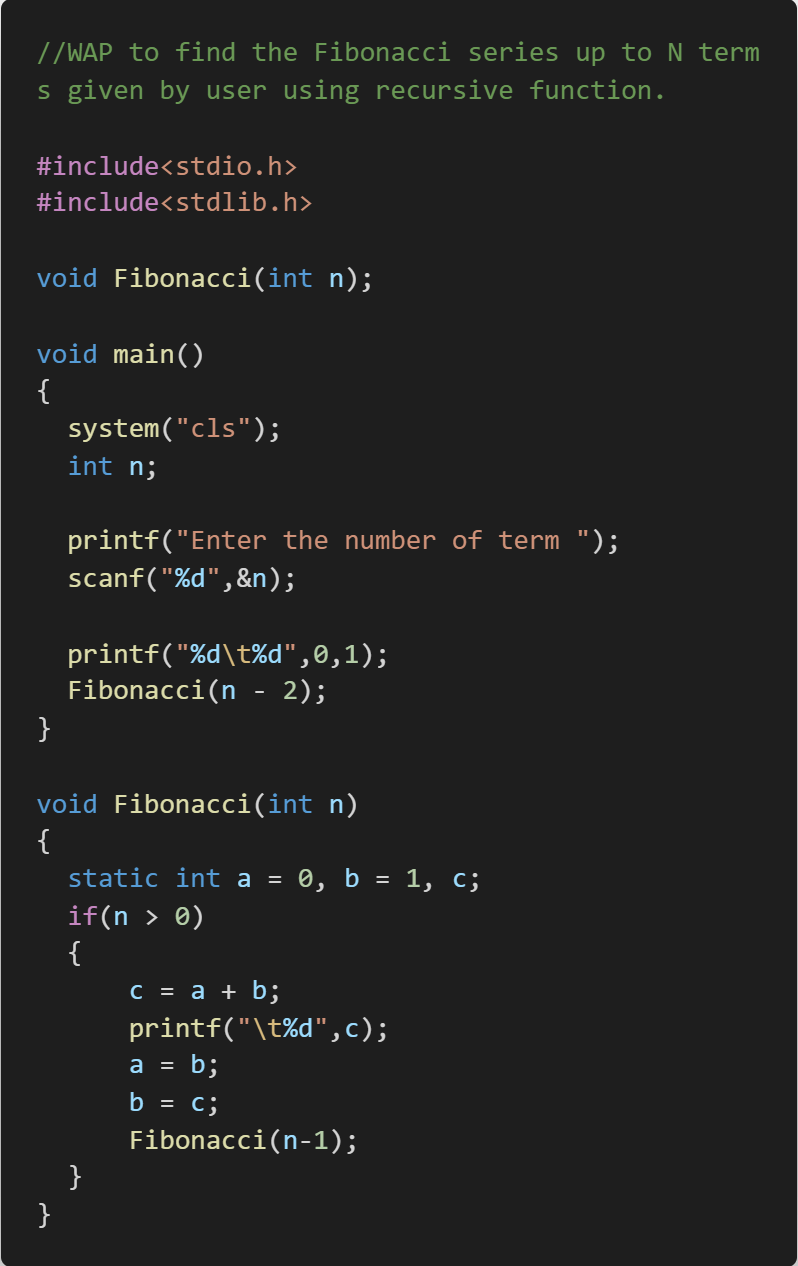 //WAP to find the Fibonacci series up to N term
s given by user using recursive function.

#include<stdio.h>
#include<stdlib.h>

void Fibonacci(int n);

void main()
{
  system("cls");
  int n;

  printf("Enter the number of term ");
  scanf("%d",&n);

  printf("%d\t%d",0,1);
  Fibonacci(n - 2);
}

void Fibonacci(int n)
{
  static int a = 0, b = 1, c;
  if(n > 0)
  {
      c = a + b;
      printf("\t%d",c);
      a = b;
      b = c;
      Fibonacci(n-1);
  }
}